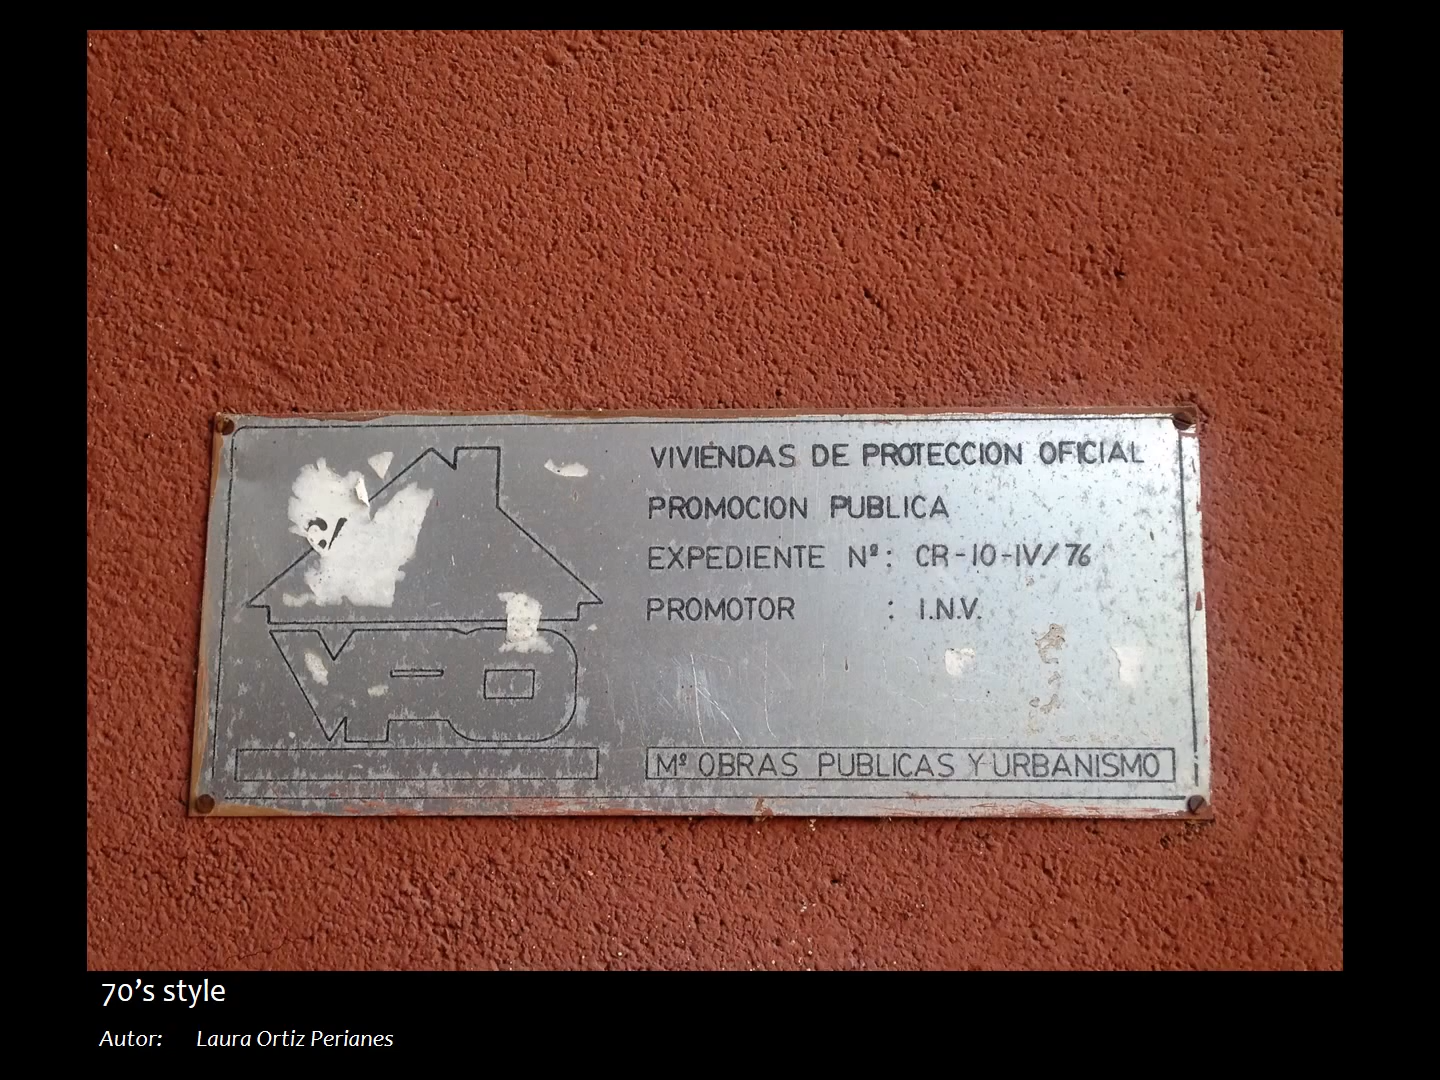 VIVIENDAS DE PROTECCION OFICIAL
PROMOCION PUBLICA
EXPEDIENTE Nº: CR-10-IV/76
PROMOTOR : I.N.V.
VPO
Mº OBRAS PUBLICAS Y URBANISMO
70's style
Autor: Laura Ortiz Perianes